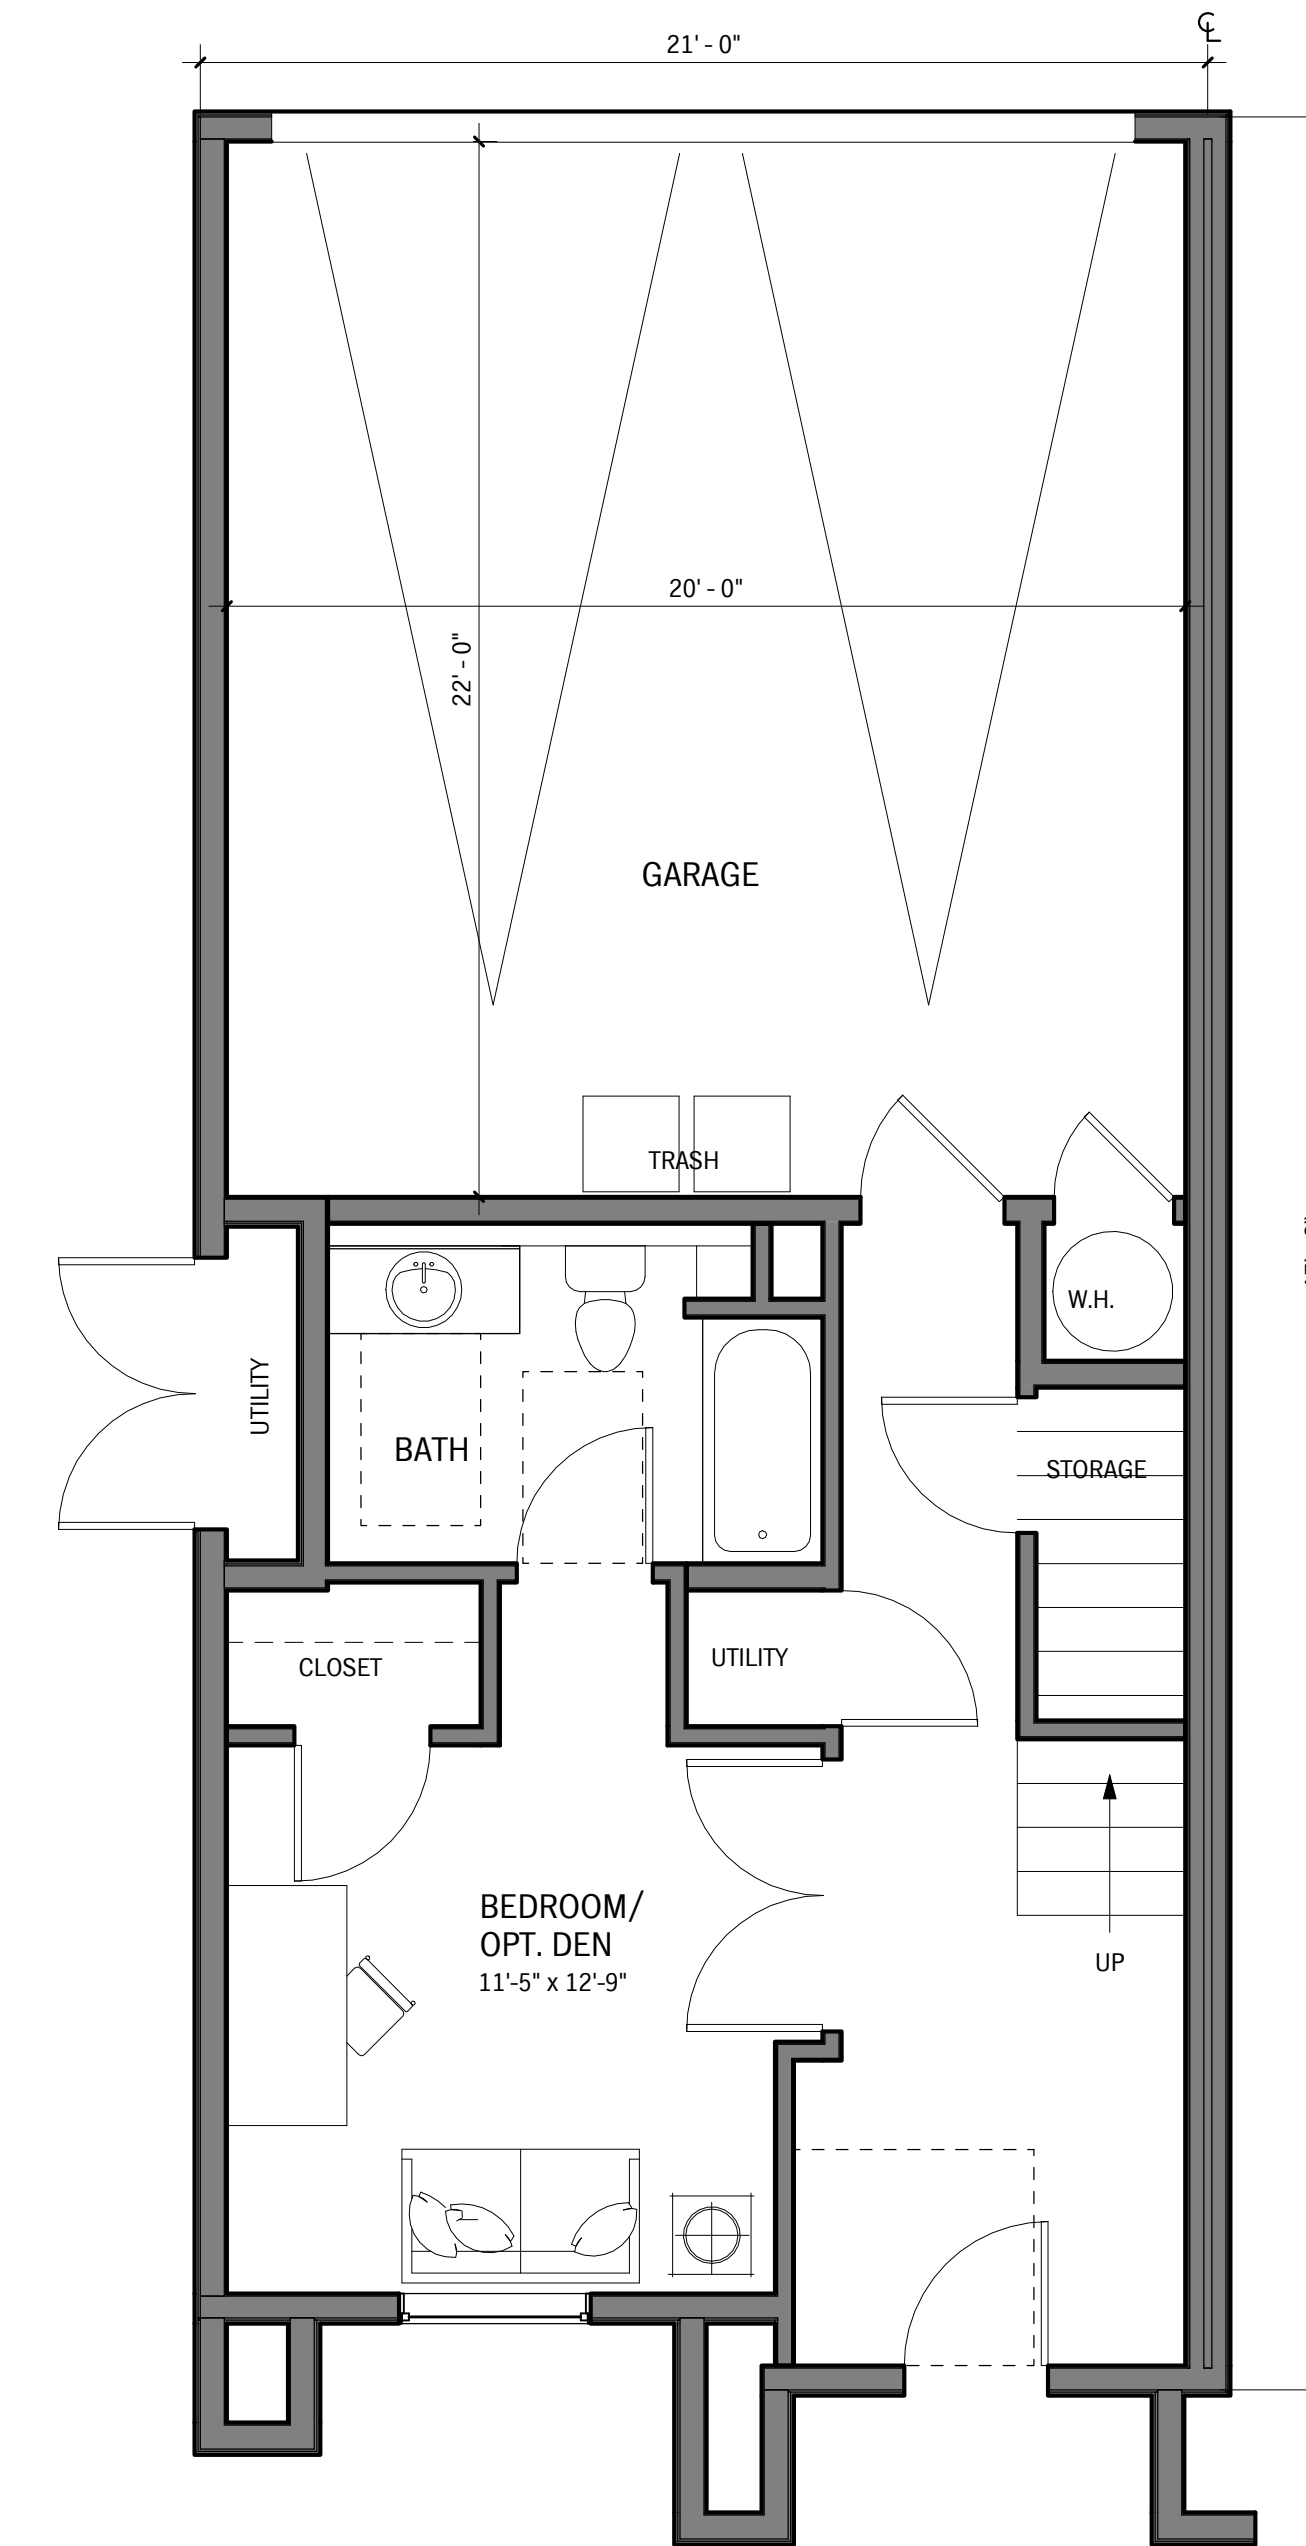 ℄
21' - 0"
20' - 0"
22' - 0"
GARAGE
TRASH
W.H.
UTILITY
BATH
STORAGE
UTILITY
CLOSET
BEDROOM/
OPT. DEN
11'-5" x 12'-9"
UP